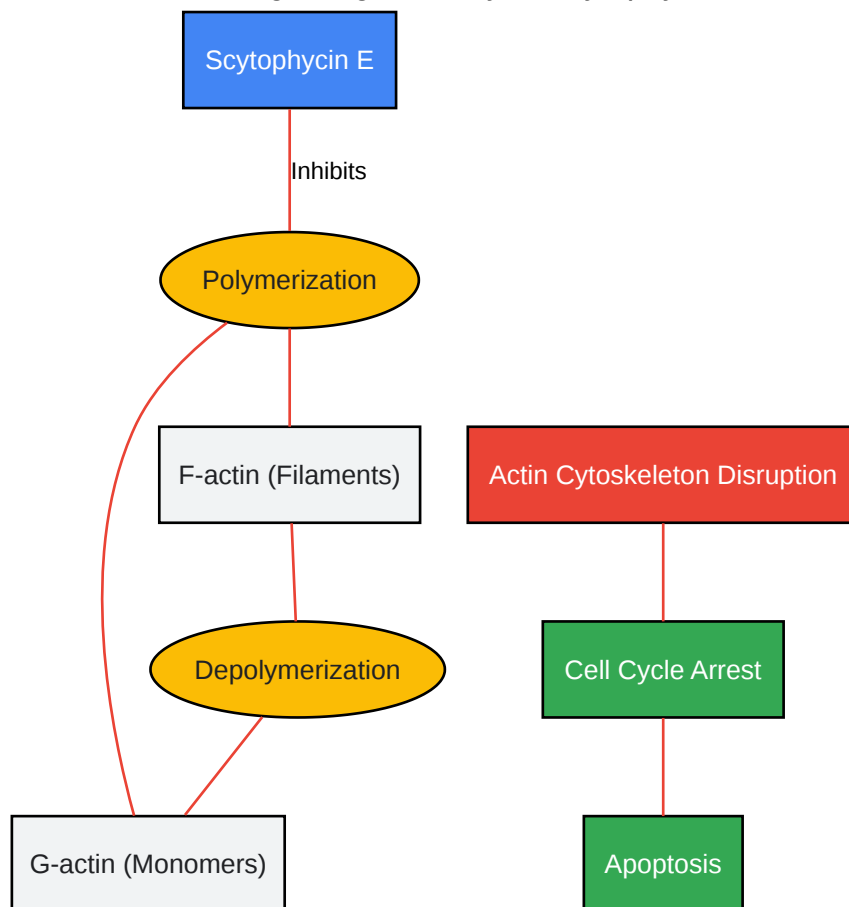 Scytophycin E
Inhibits
Polymerization
F-actin (Filaments)
Actin Cytoskeleton Disruption
Depolymerization
Cell Cycle Arrest
G-actin (Monomers)
Apoptosis